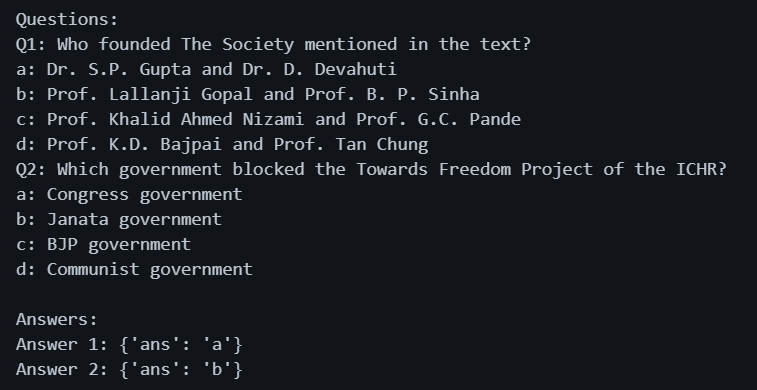 Questions:
Q1: Who founded The Society mentioned in the text?
a: Dr. S.P. Gupta and Dr. D. Devahuti
b: Prof. Lallanji Gopal and Prof. B. P. Sinha
c: Prof. Khalid Ahmed Nizami and Prof. G.C. Pande
d: Prof. K.D. Bajpai and Prof. Tan Chung
Q2: Which government blocked the Towards Freedom Project of the ICHR?
a: Congress government
b: Janata government
c: BJP government
d: Communist government
Answers:
Answer 1: {'ans': 'a'}
Answer 2: {'ans': 'b'}